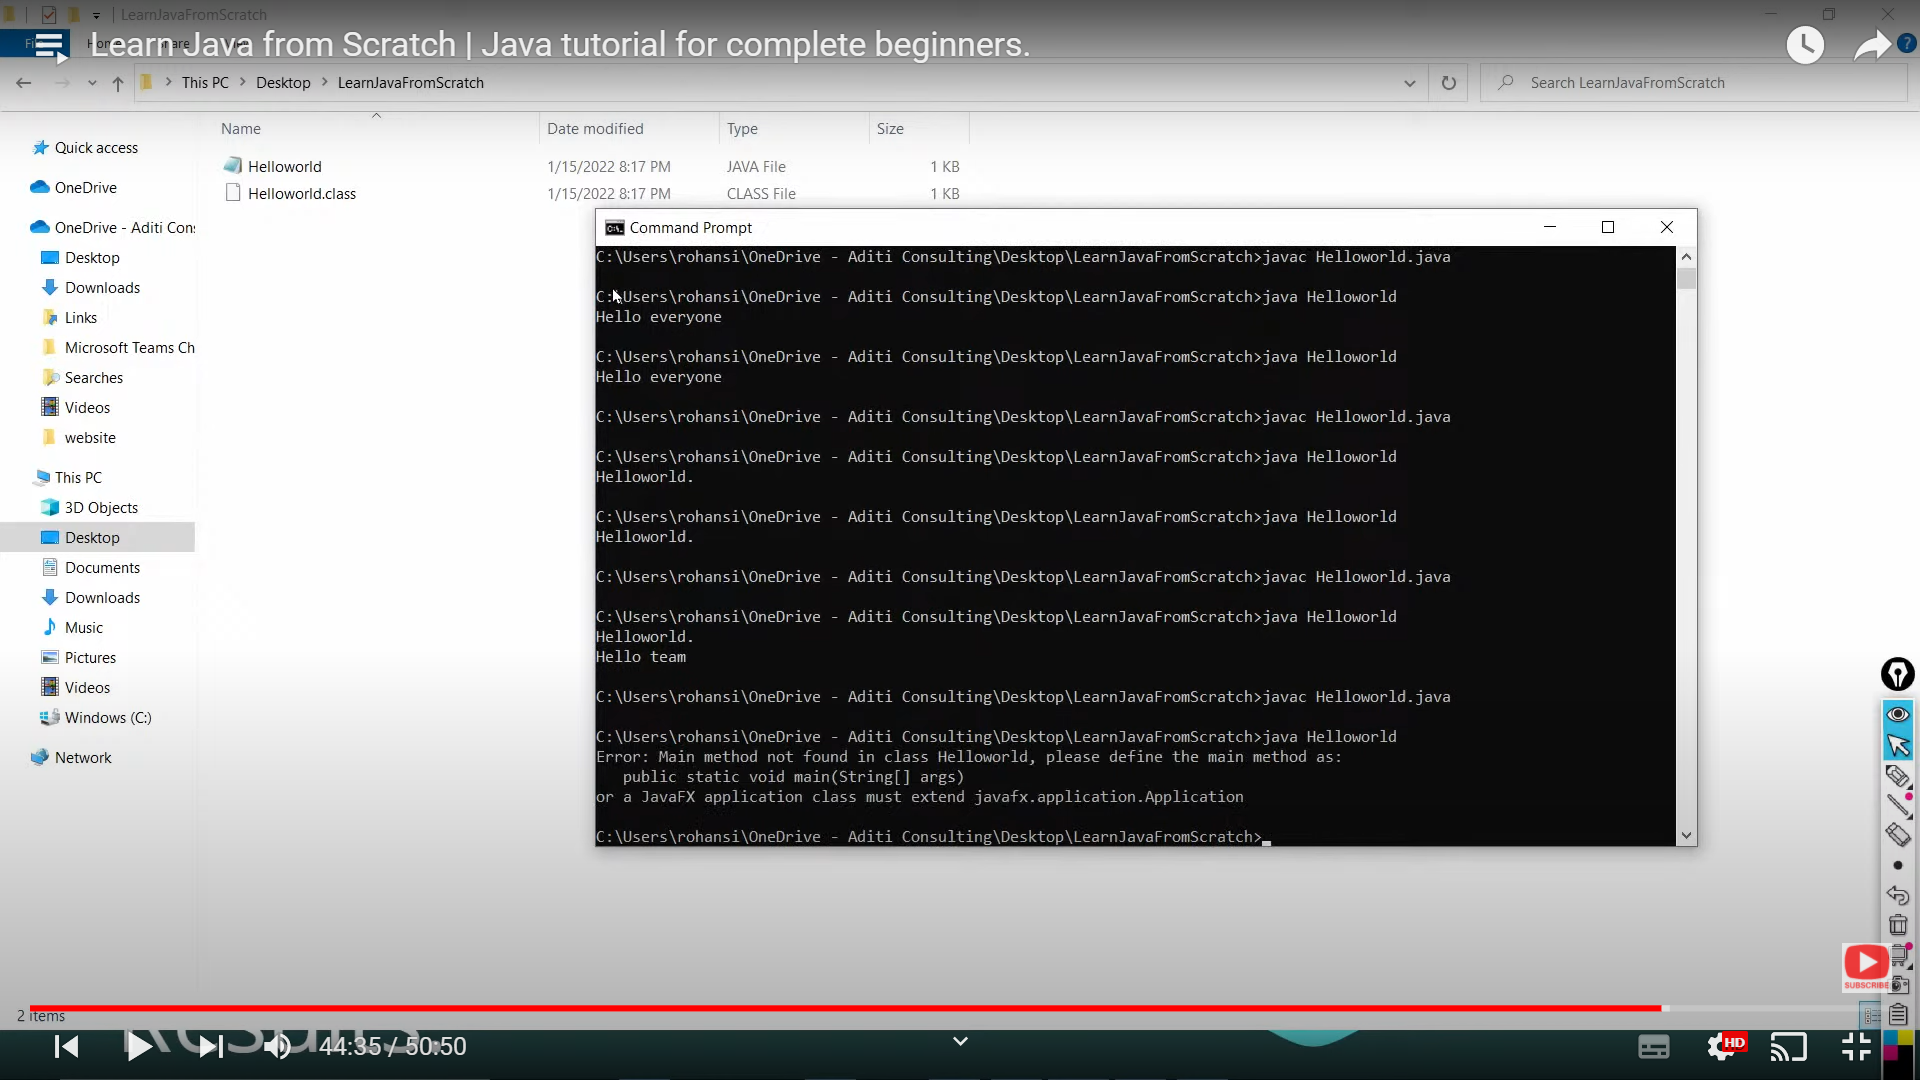 LearnJavaFromScratch
Learn Java from Scratch | Java tutorial for complete beginners.
This PC > Desktop > LearnJavaFromScratch
Search LearnJavaFromScratch
Name Date modified Type Size
Helloworld 1/15/2022 8:17 PM JAVA File 1 KB
Helloworld.class 1/15/2022 8:17 PM CLASS File 1 KB
Quick access
OneDrive
OneDrive - Aditi Cons
Desktop
Downloads
Links
Microsoft Teams Ch
Searches
Videos
website
This PC
3D Objects
Desktop
Documents
Downloads
Music
Pictures
Videos
Windows (C:)
Network
Command Prompt
C:\Users\rohansi\OneDrive - Aditi Consulting\Desktop\LearnJavaFromScratch>javac Helloworld.java
C:\Users\rohansi\OneDrive - Aditi Consulting\Desktop\LearnJavaFromScratch>java Helloworld
Hello everyone
C:\Users\rohansi\OneDrive - Aditi Consulting\Desktop\LearnJavaFromScratch>java Helloworld
Hello everyone
C:\Users\rohansi\OneDrive - Aditi Consulting\Desktop\LearnJavaFromScratch>javac Helloworld.java
C:\Users\rohansi\OneDrive - Aditi Consulting\Desktop\LearnJavaFromScratch>java Helloworld
Helloworld.
C:\Users\rohansi\OneDrive - Aditi Consulting\Desktop\LearnJavaFromScratch>java Helloworld
Helloworld.
C:\Users\rohansi\OneDrive - Aditi Consulting\Desktop\LearnJavaFromScratch>javac Helloworld.java
C:\Users\rohansi\OneDrive - Aditi Consulting\Desktop\LearnJavaFromScratch>java Helloworld
Helloworld.
Hello team
C:\Users\rohansi\OneDrive - Aditi Consulting\Desktop\LearnJavaFromScratch>javac Helloworld.java
C:\Users\rohansi\OneDrive - Aditi Consulting\Desktop\LearnJavaFromScratch>java Helloworld
Error: Main method not found in class Helloworld, please define the main method as:
public static void main(String[] args)
or a JavaFX application class must extend javafx.application.Application
C:\Users\rohansi\OneDrive - Aditi Consulting\Desktop\LearnJavaFromScratch>
SUBSCRIBE
2 items
44:35 / 50:50
HD